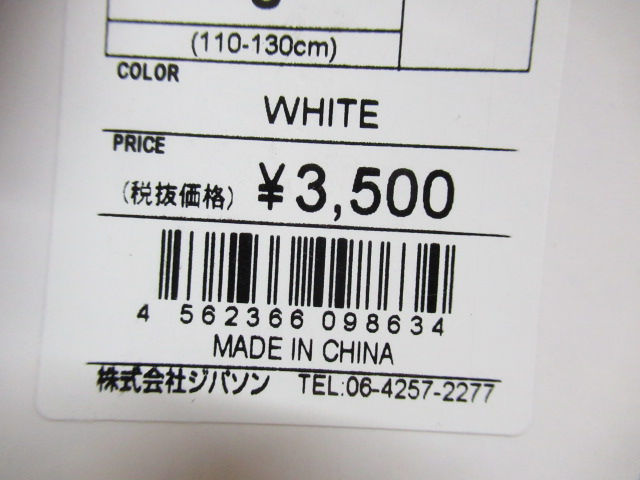 (110-130cm)
COLOR
WHITE
PRICE
(税抜価格) ¥3,500
4 562366 098634
MADE IN CHINA
株式会社ジパソン TEL:06-4257-2277